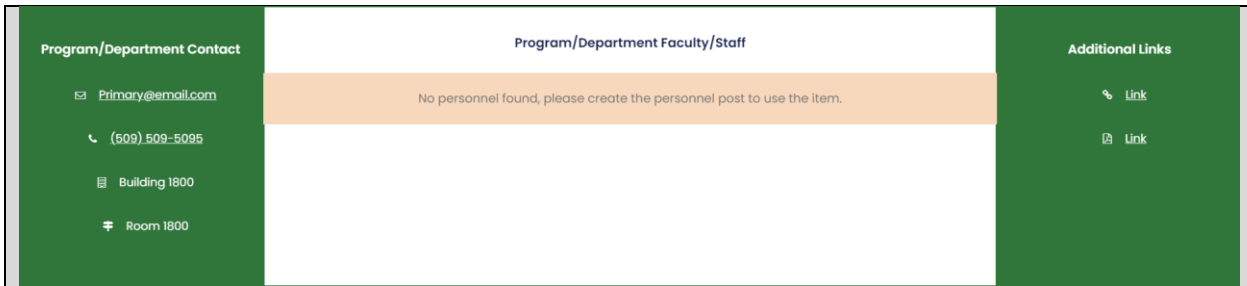 Program/Department Contact
Primary@email.com
(509) 509-5095
Building 1800
Room 1800
Program/Department Faculty/Staff
No personnel found, please create the personnel post to use the item.
Additional Links
Link
Link